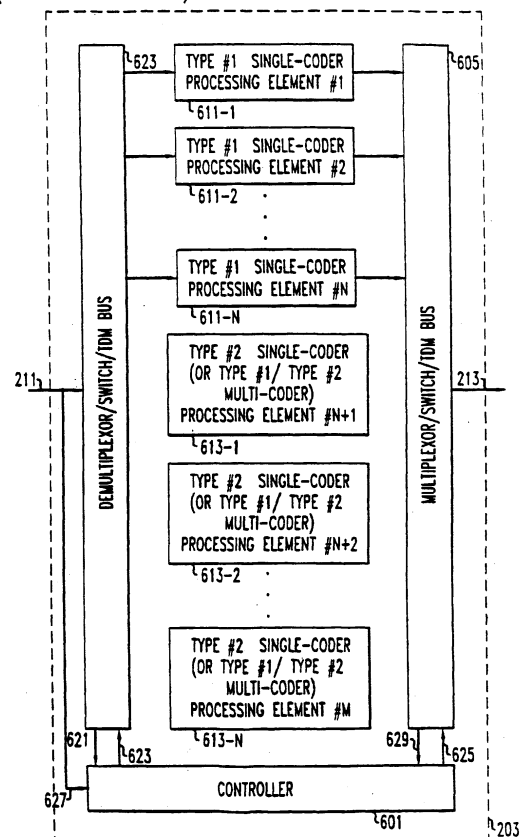 623
TYPE #1 SINGLE-CODER
PROCESSING ELEMENT #1
611-1
605
TYPE #1 SINGLE-CODER
PROCESSING ELEMENT #2
611-2
TYPE #1 SINGLE-CODER
PROCESSING ELEMENT #N
611-N
DEMULTIPLEXOR/SWITCH/TDM BUS
MULTIPLEXOR/SWITCH/TDM BUS
211
213
TYPE #2 SINGLE-CODER
(OR TYPE #1/ TYPE #2
MULTI-CODER)
PROCESSING ELEMENT #N+1
613-1
TYPE #2 SINGLE-CODER
(OR TYPE #1/ TYPE #2
MULTI-CODER)
PROCESSING ELEMENT #N+2
613-2
TYPE #2 SINGLE-CODER
(OR TYPE #1/ TYPE #2
MULTI-CODER)
PROCESSING ELEMENT #M
613-N
621
623
629
625
CONTROLLER
627
601
203